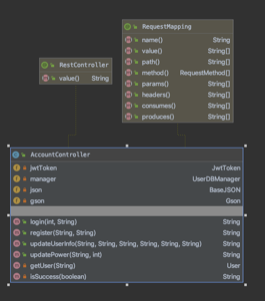 RequestMapping
name() String
value() String[]
path() String[]
method() RequestMethod[]
params() String[]
headers() String[]
consumes() String[]
produces() String[]
RestController
value() String
AccountController
jwtToken JwtToken
manager UserDBManager
json BaseJSON
gson Gson
login(int, String) String
register(String, String) String
updateUserInfo(String, String, String, String, String) String
updatePower(String, int) String
getUser(String) User
isSuccess(boolean) String